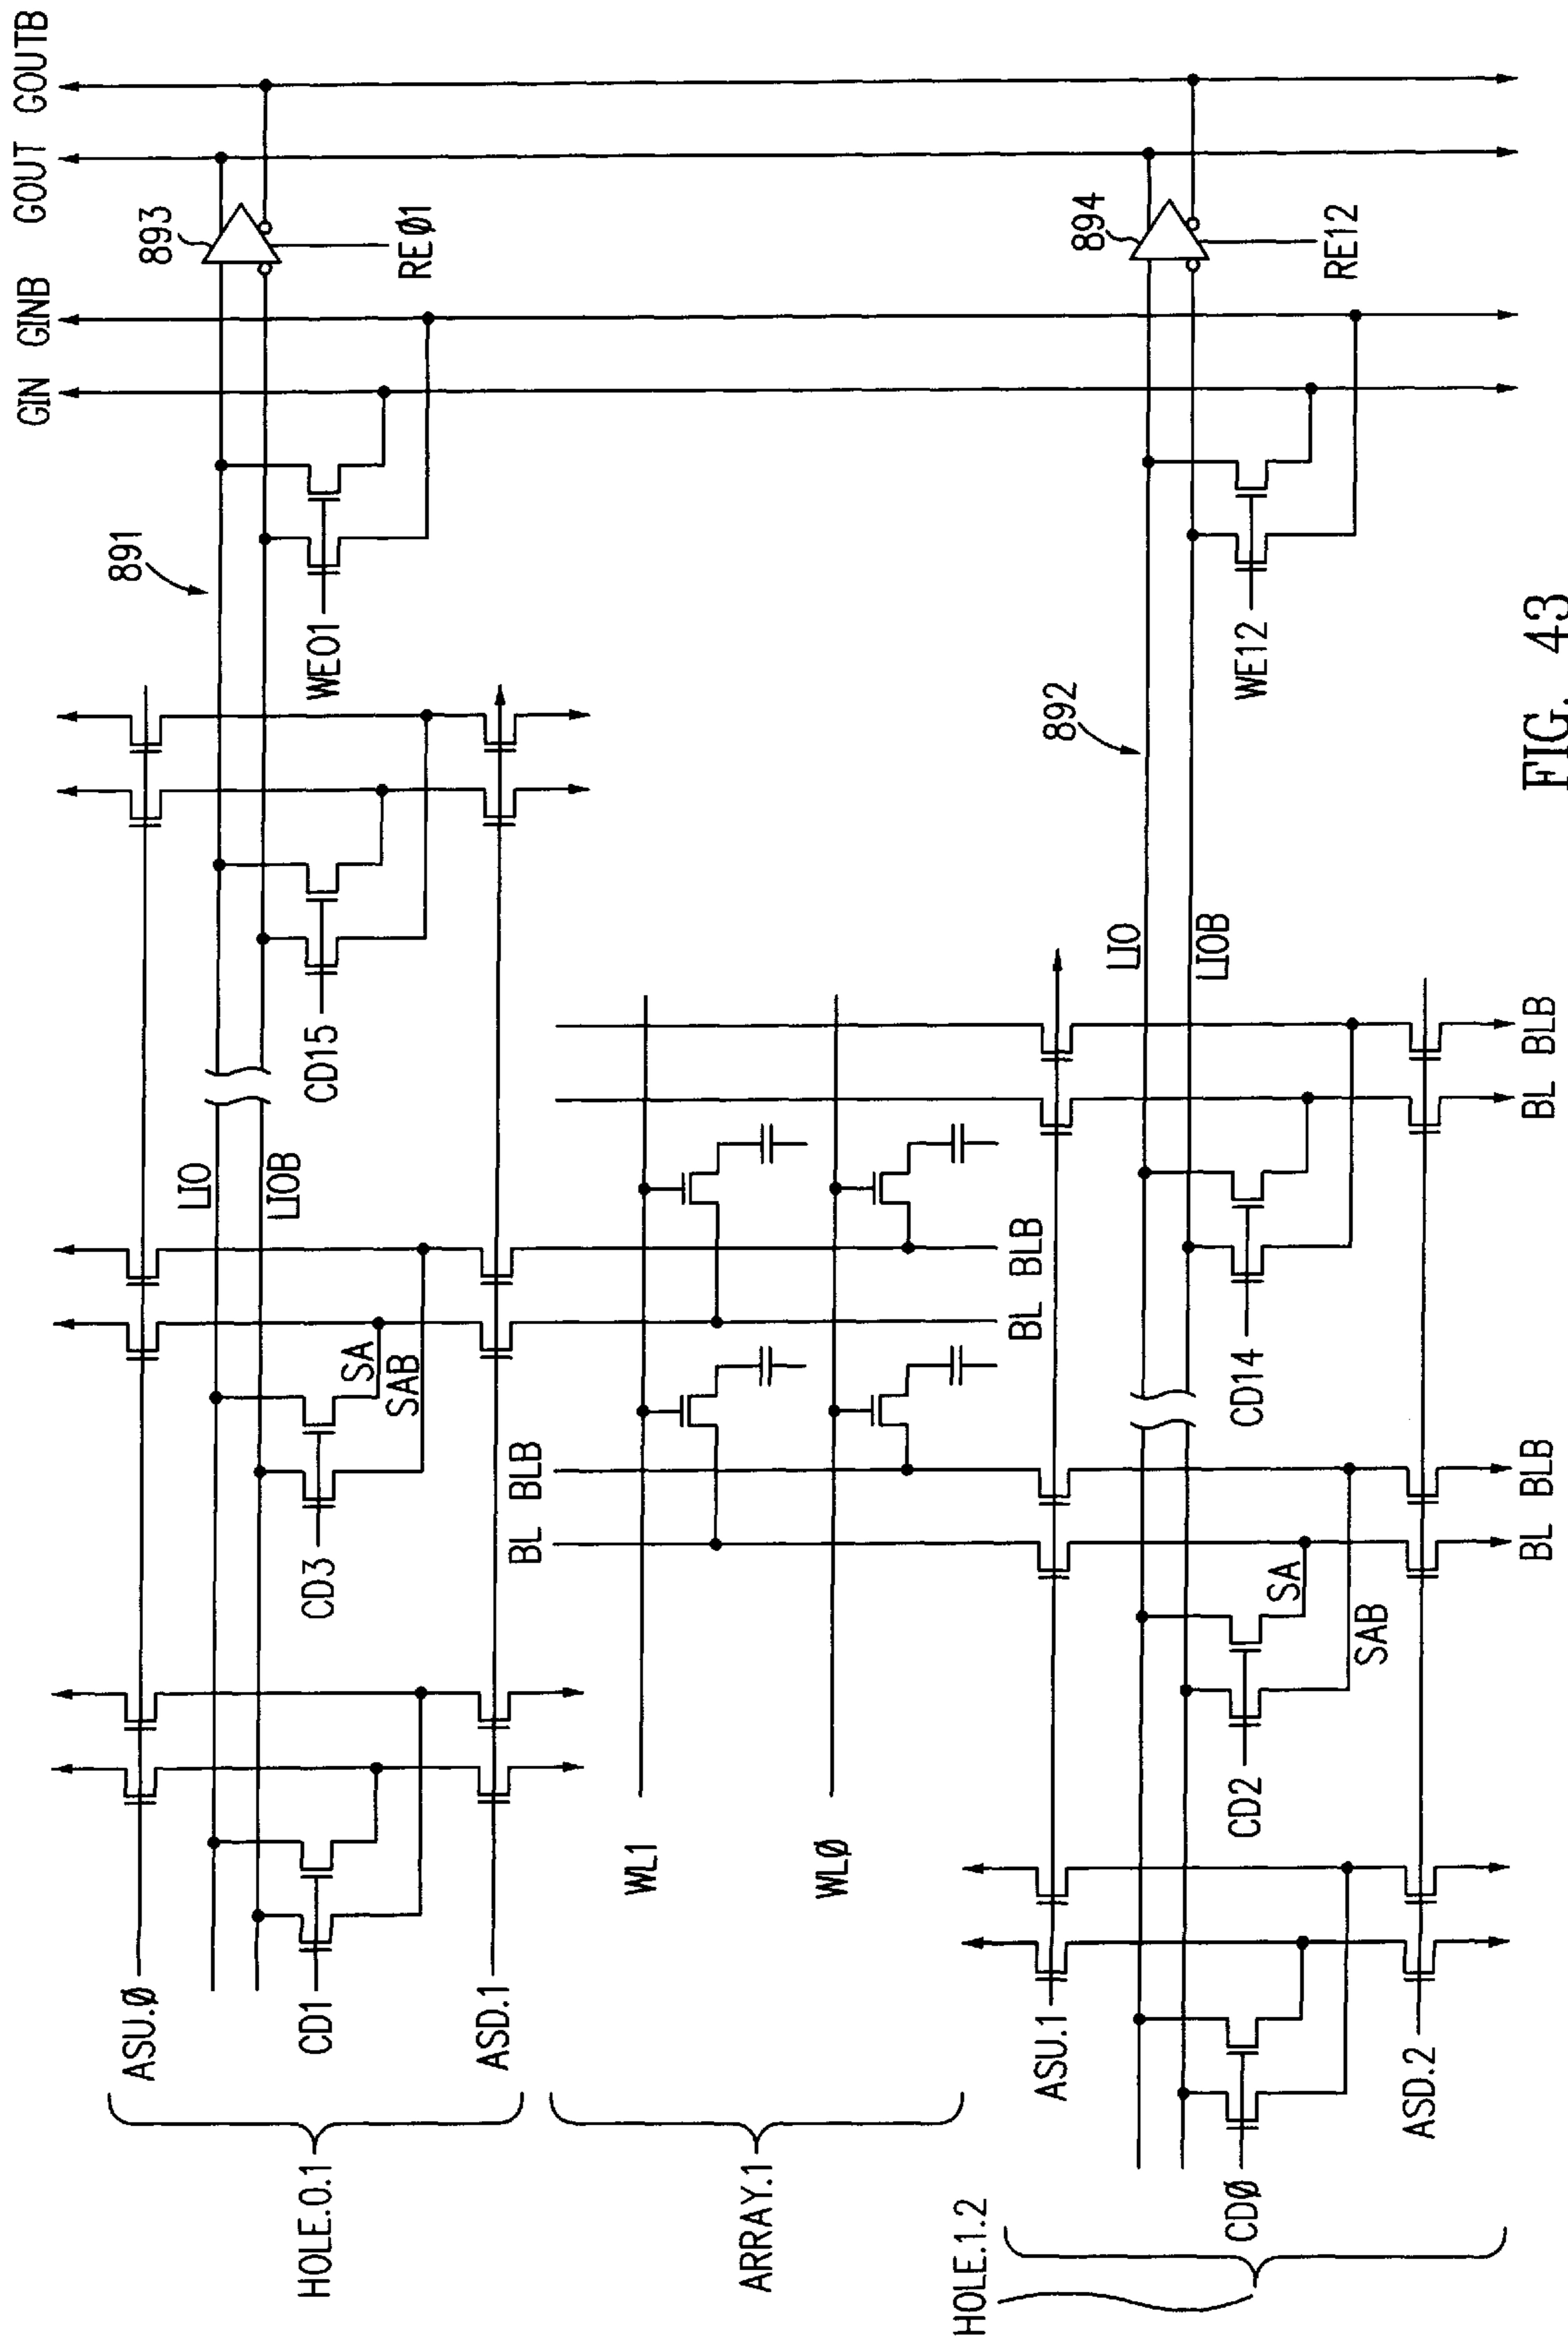 GIN GINB GOUT GOUTB
893
REØ1
891
WE01
CD15
LIO
LIOB
SA
SAB
CD3
CD1
ASU.Ø
ASD.1
HOLE.0.1
BL BLB
BL BLB
WL1
WLØ
ARRAY.1
894
RE12
WE12
892
LIO
LIOB
CD14
SA
SAB
CD2
CDØ
ASU.1
ASD.2
BL BLB
BL BLB
HOLE.1.2
FIG. 43